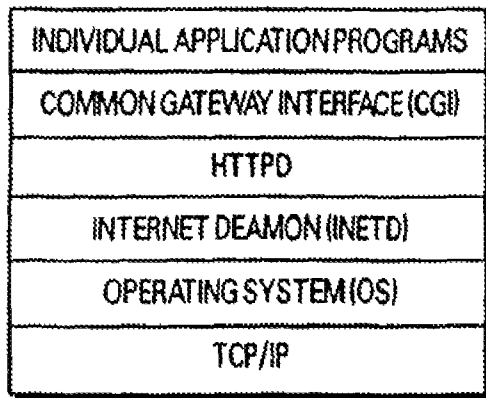 INDIVIDUAL APPLICATION PROGRAMS
COMMON GATEWAY INTERFACE (CGI)
HTTPD
INTERNET DEAMON (INETD)
OPERATING SYSTEM (OS)
TCP/IP